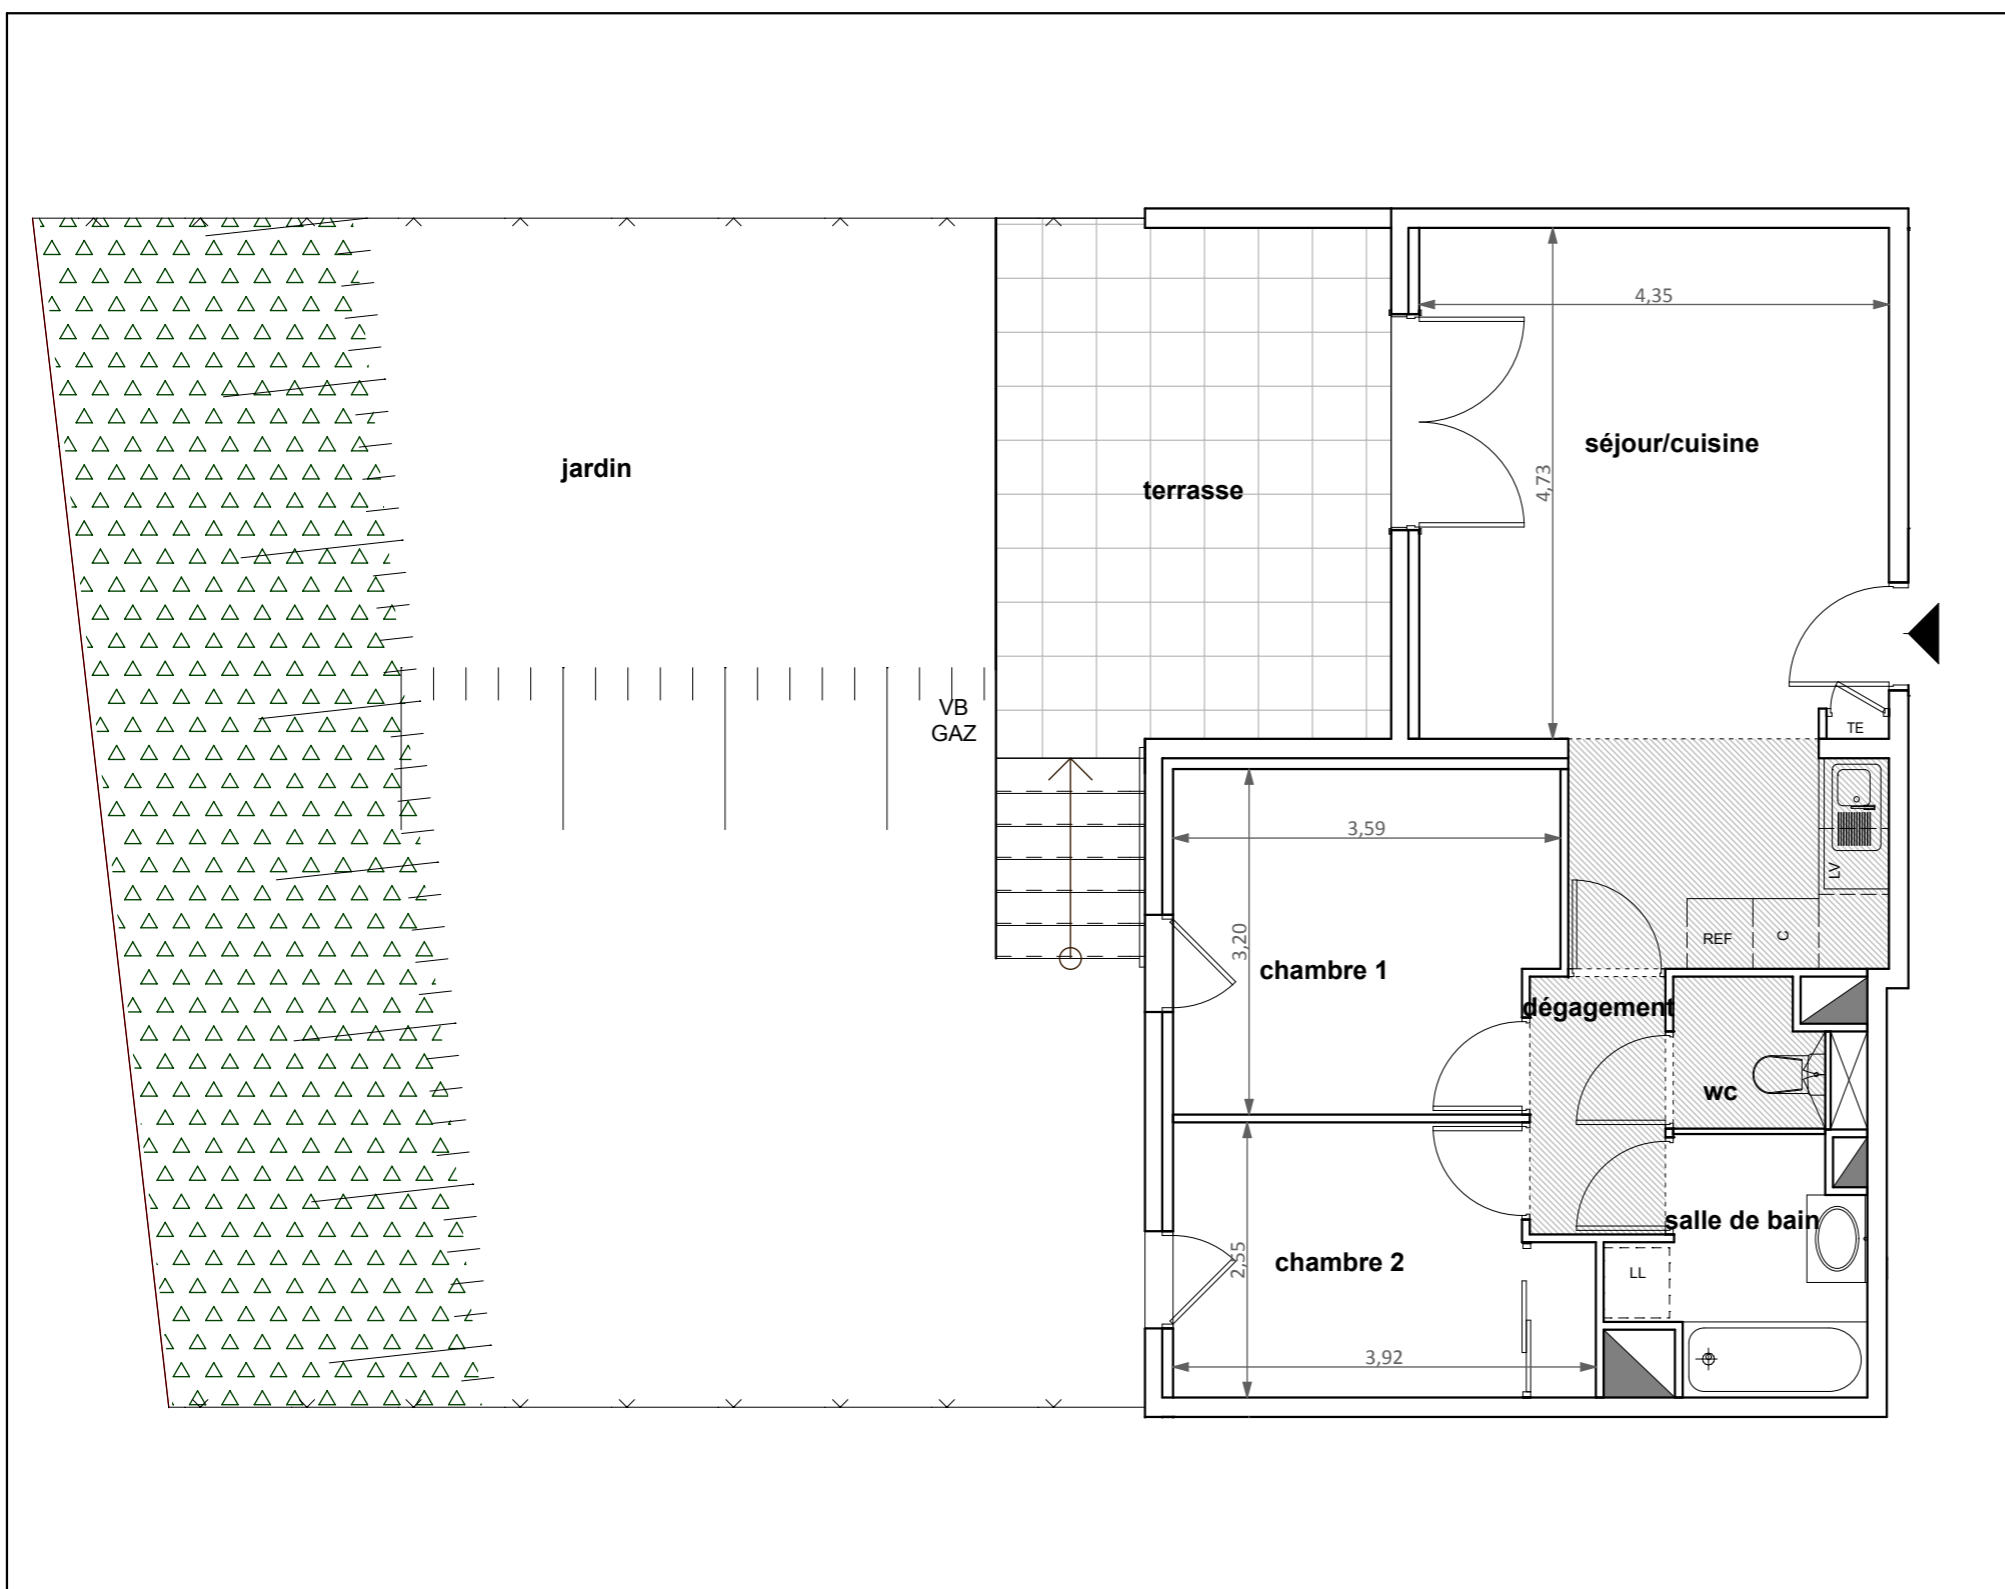 4,35
séjour/cuisine
jardin
4,73
terrasse
VB
GAZ
TE
3,59
LV
3,20
REF
C
chambre 1
dégagement
wc
salle de bain
2,55
chambre 2
LL
3,92